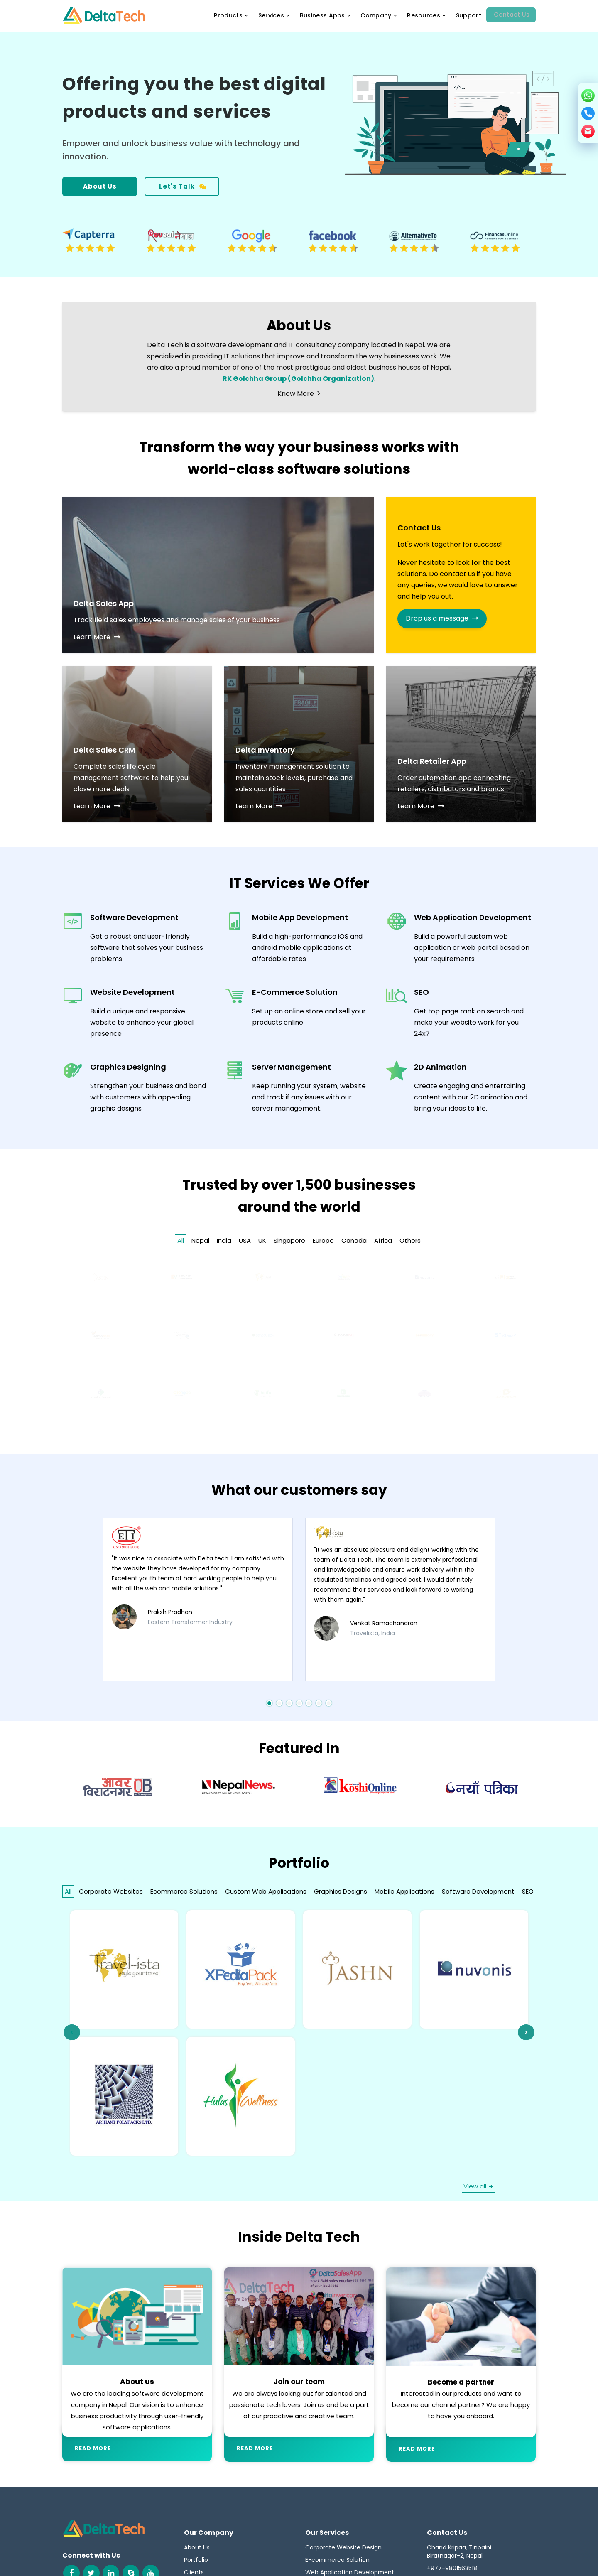 DeltaTech
Products Services Business Apps Company Resources Support Contact Us
Offering you the best digital
products and services
Empower and unlock business value with technology and
innovation.
About Us
Let's Talk
Capterra
Google
facebook
AlternativeTo
FinancesOnline
About Us
Delta Tech is a software development and IT consultancy company located in Nepal. We are
specialized in providing IT solutions that improve and transform the way businesses work. We
are also a proud member of one of the most prestigious and oldest business houses of Nepal,
RK Golchha Group (Golchha Organization).
Know More
Transform the way your business works with
world-class software solutions
Delta Sales App
Track field sales employees and manage sales of your business
Learn More
Contact Us
Let's work together for success!
Never hesitate to look for the best
solutions. Do contact us if you have
any queries, we would love to answer
and help you out.
Drop us a message
Delta Sales CRM
Complete sales life cycle
management software to help you
close more deals
Learn More
FRAGILE
Delta Inventory
Inventory management solution to
maintain stock levels, purchase and
sales quantities
Learn More
Delta Retailer App
Order automation app connecting
retailers, distributors and brands
Learn More
IT Services We Offer
Software Development
Get a robust and user-friendly
software that solves your business
problems
Mobile App Development
Build a high-performance iOS and
android mobile applications at
affordable rates
Web Application Development
Build a powerful custom web
application or web portal based on
your requirements
Website Development
Build a unique and responsive
website to enhance your global
presence
E-Commerce Solution
Set up an online store and sell your
products online
SEO
Get top page rank on search and
make your website work for you
24x7
Graphics Designing
Strengthen your business and bond
with customers with appealing
graphic designs
Server Management
Keep running your system, website
and track if any issues with our
server management.
2D Animation
Create engaging and entertaining
content with our 2D animation and
bring your ideas to life.
Trusted by over 1,500 businesses
around the world
All Nepal India USA UK Singapore Europe Canada Africa Others
What our customers say
ETI
"It was nice to associate with Delta tech. I am satisfied with
the website they have developed for my company.
Excellent youth team of hard working people to help you
with all the web and mobile solutions."
Praksh Pradhan
Eastern Transformer Industry
Travel-ista
"It was an absolute pleasure and delight working with the
team of Delta Tech. The team is extremely professional
and knowledgeable and ensure work delivery within the
stipulated timelines and agreed cost. I would definitely
recommend their services and look forward to working
with them again."
Venkat Ramachandran
Travelista, India
Featured In
आवर विराटनगर OB
NepalNews.
KoshiOnline
नयाँ पत्रिका
Portfolio
All Corporate Websites Ecommerce Solutions Custom Web Applications Graphics Designs Mobile Applications Software Development SEO
Travel-ista
style your travel
XPediaPack
JASHN
nuvonis
ARIHANT POLYPACKS LTD.
Hulas Wellness
View all
Inside Delta Tech
About us
We are the leading software development
company in Nepal. Our vision is to enhance
business productivity through user-friendly
software applications.
READ MORE
DeltaTech
DeltaSalesApp
Join our team
We are always looking out for talented and
passionate tech lovers. Join us and be a part
of our proactive and creative team.
READ MORE
Become a partner
Interested in our products and want to
become our channel partner? We are happy
to have you onboard.
READ MORE
DeltaTech
Connect with Us
Our Company
About Us
Portfolio
Clients
Our Services
Corporate Website Design
E-commerce Solution
Web Application Development
Contact Us
Chand Kripaa, Tinpaini
Biratnagar-2, Nepal
+977-9801563518